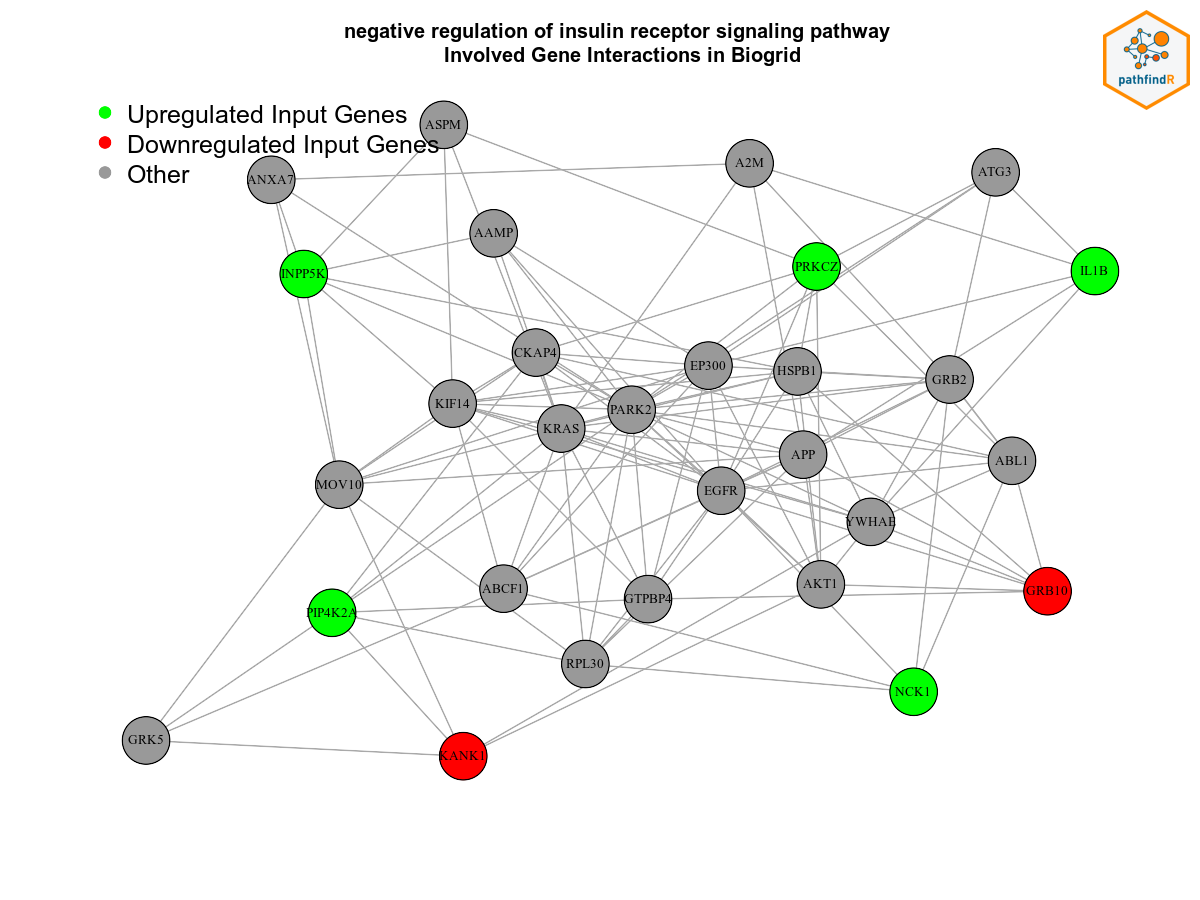 negative regulation of insulin receptor signaling pathway
Involved Gene Interactions in Biogrid
pathfindR
Upregulated Input Genes
Downregulated Input Genes
Other
ASPM
ANXA7
A2M
ATG3
AAMP
INPP5K
PRKCZ
IL1B
CKAP4
EP300
HSPB1
GRB2
KIF14
PARK2
KRAS
APP
ABL1
MOV10
EGFR
YWHAE
ABCF1
AKT1
GRB10
PIP4K2A
GTPBP4
RPL30
NCK1
GRK5
KANK1